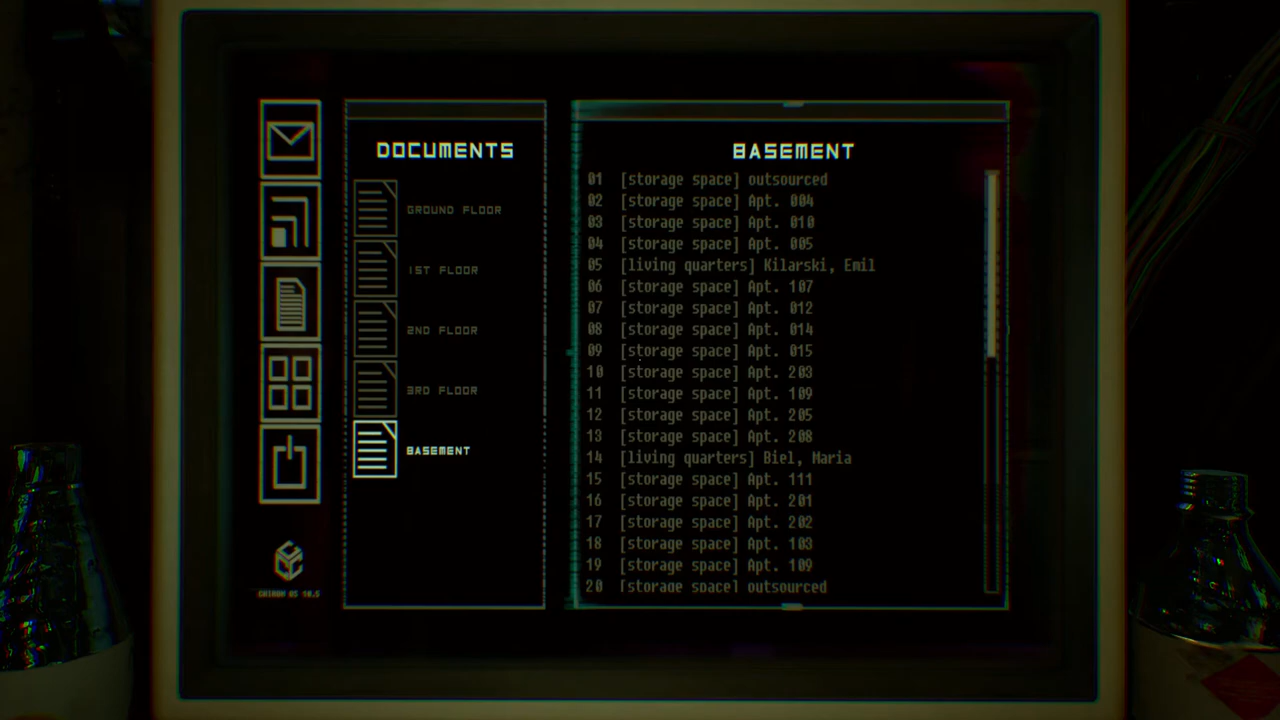 DOCUMENTS
GROUND FLOOR
1ST FLOOR
2ND FLOOR
3RD FLOOR
BASEMENT
BASEMENT
01 [storage space] outsourced
02 [storage space] Apt. 004
03 [storage space] Apt. 010
04 [storage space] Apt. 005
05 [living quarters] Kilarski, Emil
06 [storage space] Apt. 107
07 [storage space] Apt. 012
08 [storage space] Apt. 014
09 [storage space] Apt. 015
10 [storage space] Apt. 203
11 [storage space] Apt. 109
12 [storage space] Apt. 205
13 [storage space] Apt. 208
14 [living quarters] Biel, Maria
15 [storage space] Apt. 111
16 [storage space] Apt. 201
17 [storage space] Apt. 202
18 [storage space] Apt. 103
19 [storage space] Apt. 109
20 [storage space] outsourced